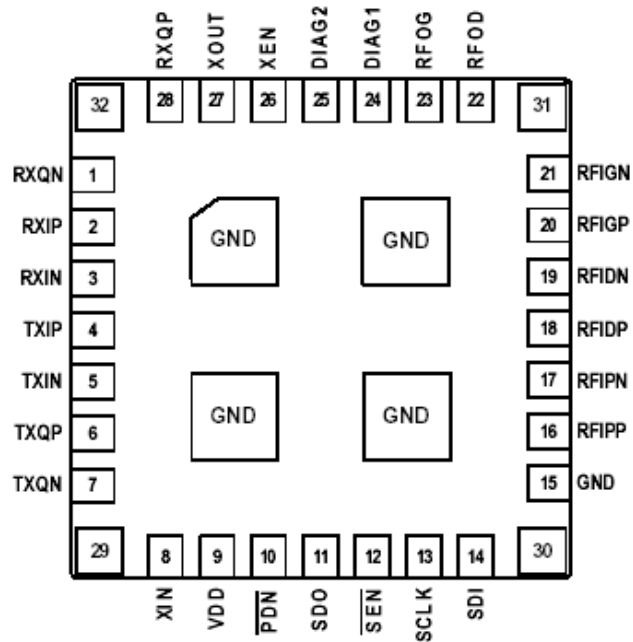 RXQP XOUT XEN DIAG2 DIAG1 RFOG RFOD
32 28 27 26 25 24 23 22 31
RXQN 1 21 RFIGN
RXIP 2 20 RFIGP
GND GND
RXIN 3 19 RFIDN
TXIP 4 18 RFIDP
TXIN 5 17 RFIPN
GND GND
TXQP 6 16 RFIPP
TXQN 7 15 GND
29 8 9 10 11 12 13 14 30
XIN VDD PDN SDO SEN SCLK SDI